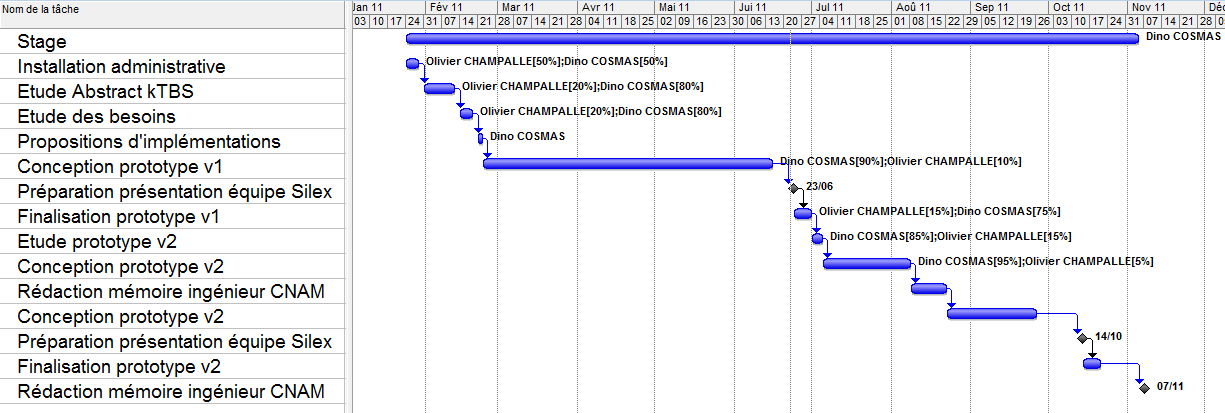 Nom de la tâche
Jan 11 Fév 11 Mar 11 Avr 11 Mai 11 Jui 11 Jul 11 Aoû 11 Sep 11 Oct 11 Nov 11 Déc
03 10 17 24 31 07 14 21 28 07 14 21 28 04 11 18 25 02 09 16 23 30 06 13 20 27 04 11 18 25 01 08 15 22 29 05 12 19 26 03 10 17 24 31 07 14 21 28 05
Stage Dino COSMAS
Installation administrative Olivier CHAMPALLE[50%];Dino COSMAS[50%]
Etude Abstract kTBS Olivier CHAMPALLE[20%];Dino COSMAS[80%]
Etude des besoins Olivier CHAMPALLE[20%];Dino COSMAS[80%]
Propositions d'implémentations Dino COSMAS
Conception prototype v1 Dino COSMAS[90%];Olivier CHAMPALLE[10%]
Préparation présentation équipe Silex 23/06
Finalisation prototype v1 Olivier CHAMPALLE[15%];Dino COSMAS[75%]
Etude prototype v2 Dino COSMAS[85%];Olivier CHAMPALLE[15%]
Conception prototype v2 Dino COSMAS[95%];Olivier CHAMPALLE[5%]
Rédaction mémoire ingénieur CNAM
Conception prototype v2
Préparation présentation équipe Silex 14/10
Finalisation prototype v2
Rédaction mémoire ingénieur CNAM 07/11